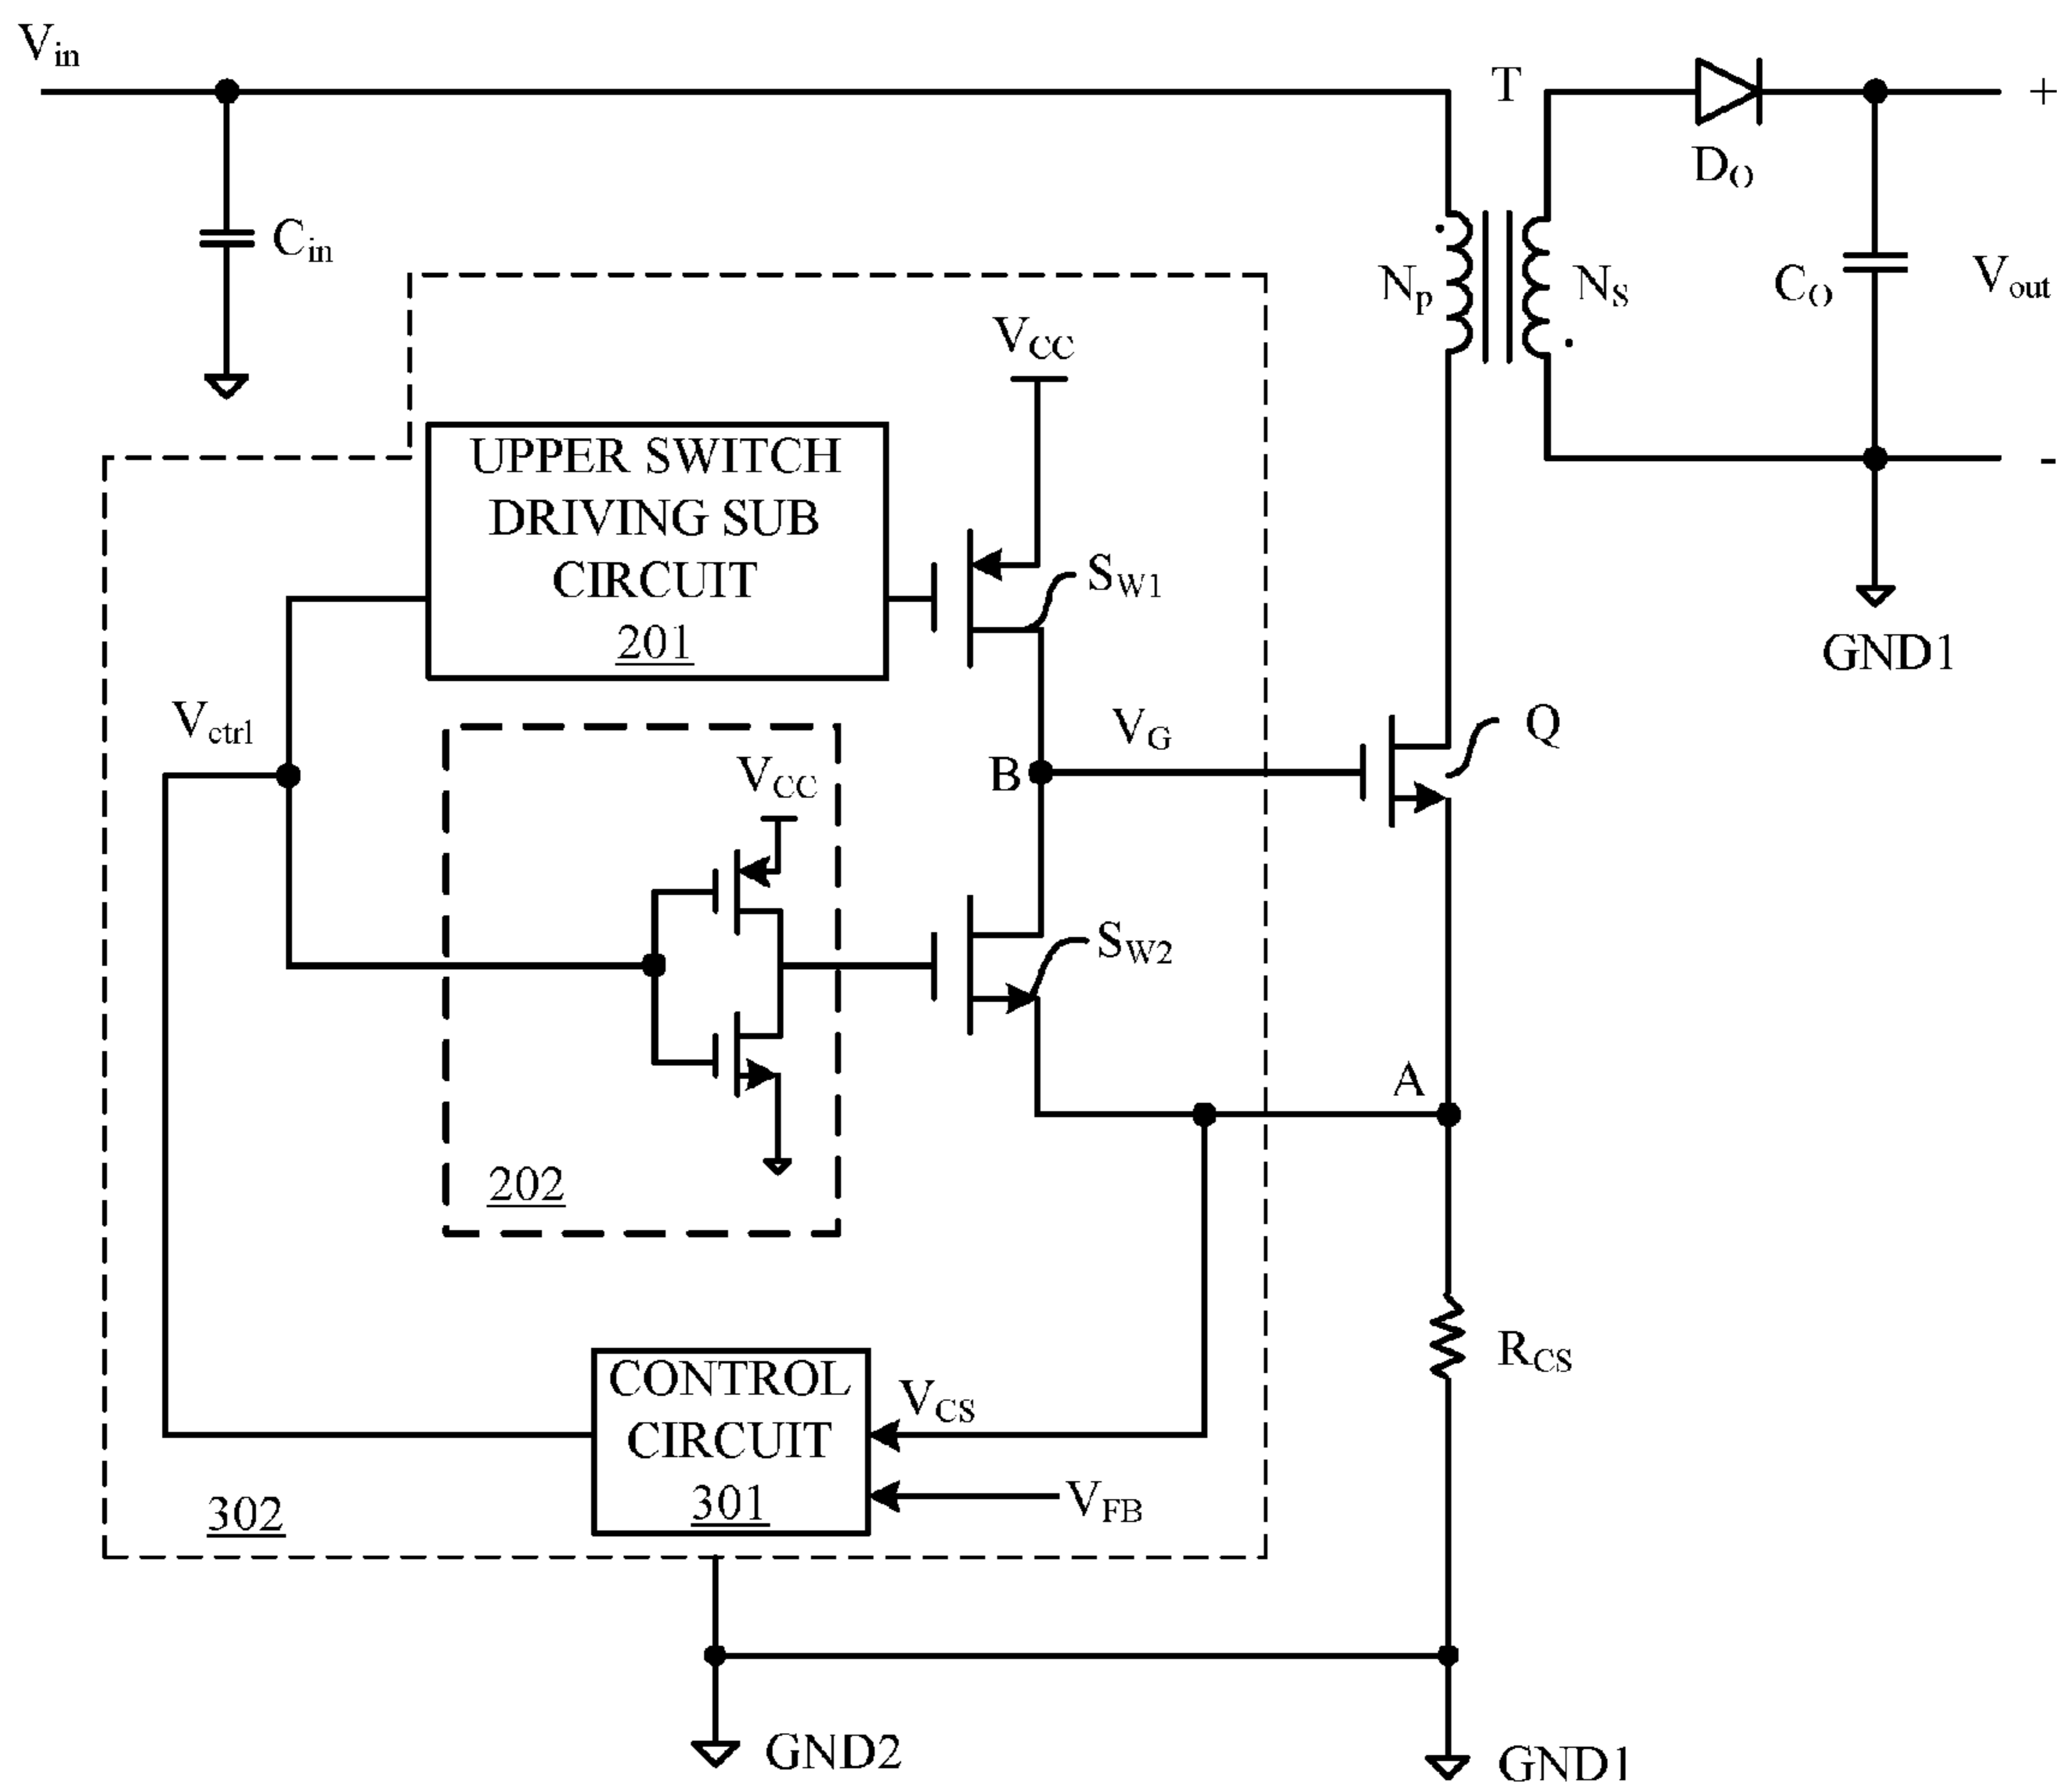 Vin
T
+
DO
Cin
Np
NS
CO
Vout
VCC
UPPER SWITCH
DRIVING SUB
CIRCUIT
201
SW1
-
GND1
Vctrl
VG
Q
B
VCC
SW2
A
202
CONTROL
CIRCUIT
301
VCS
VFB
RCS
302
GND2
GND1